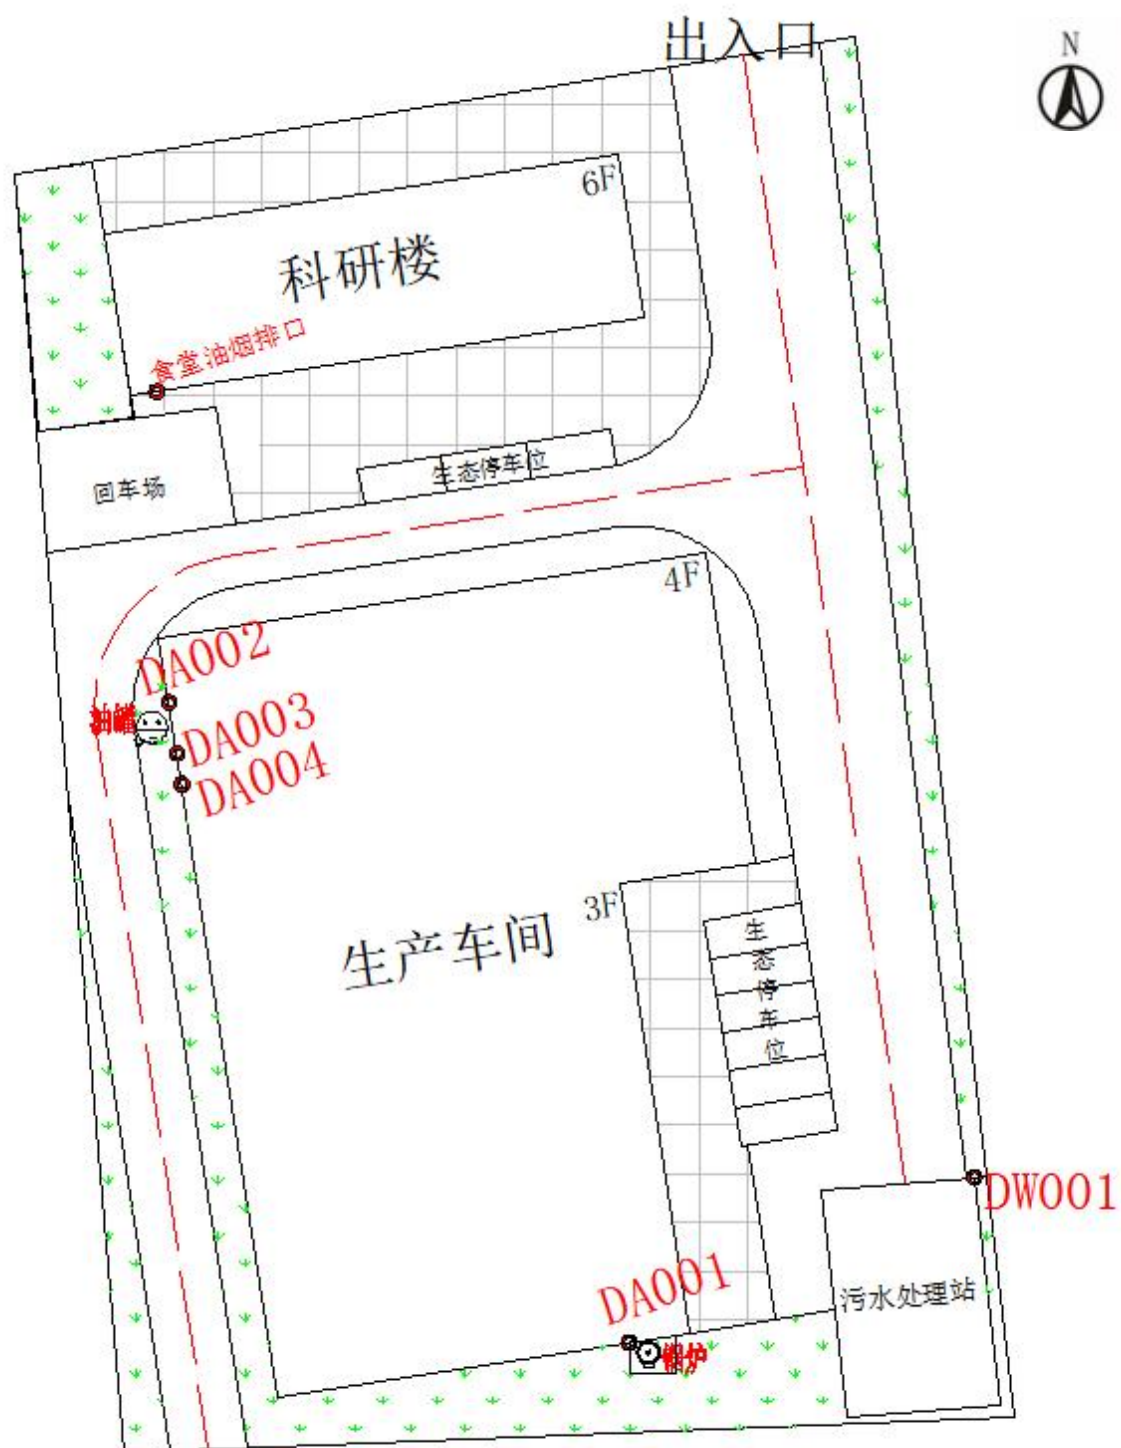 出入口
N
6F
科研楼
食堂油烟排口
生态停车位
回车场
4F
DA002
DA003
DA004
3F
生产车间
生态停车位
DW001
DA001
污水处理站
锅炉